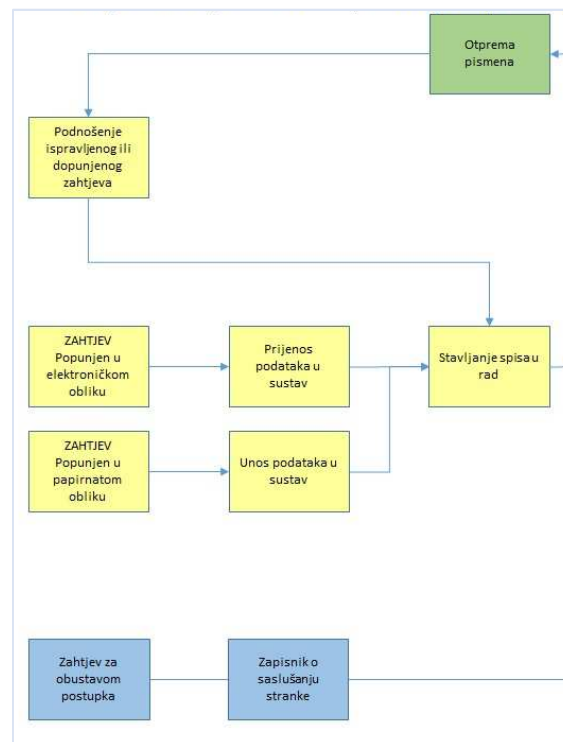 Otprema
pismena
Podnošenje
ispravljenog ili
dopunjenog
zahtjeva
ZAHTJEV
Popunjen u
elektroničkom
obliku
Prijenos
podataka u
sustav
Stavljanje spisa u
rad
ZAHTJEV
Popunjen u
papirnatom
obliku
Unos podataka u
sustav
Zahtjev za
obustavom
postupka
Zapisnik o
saslušanju
stranke